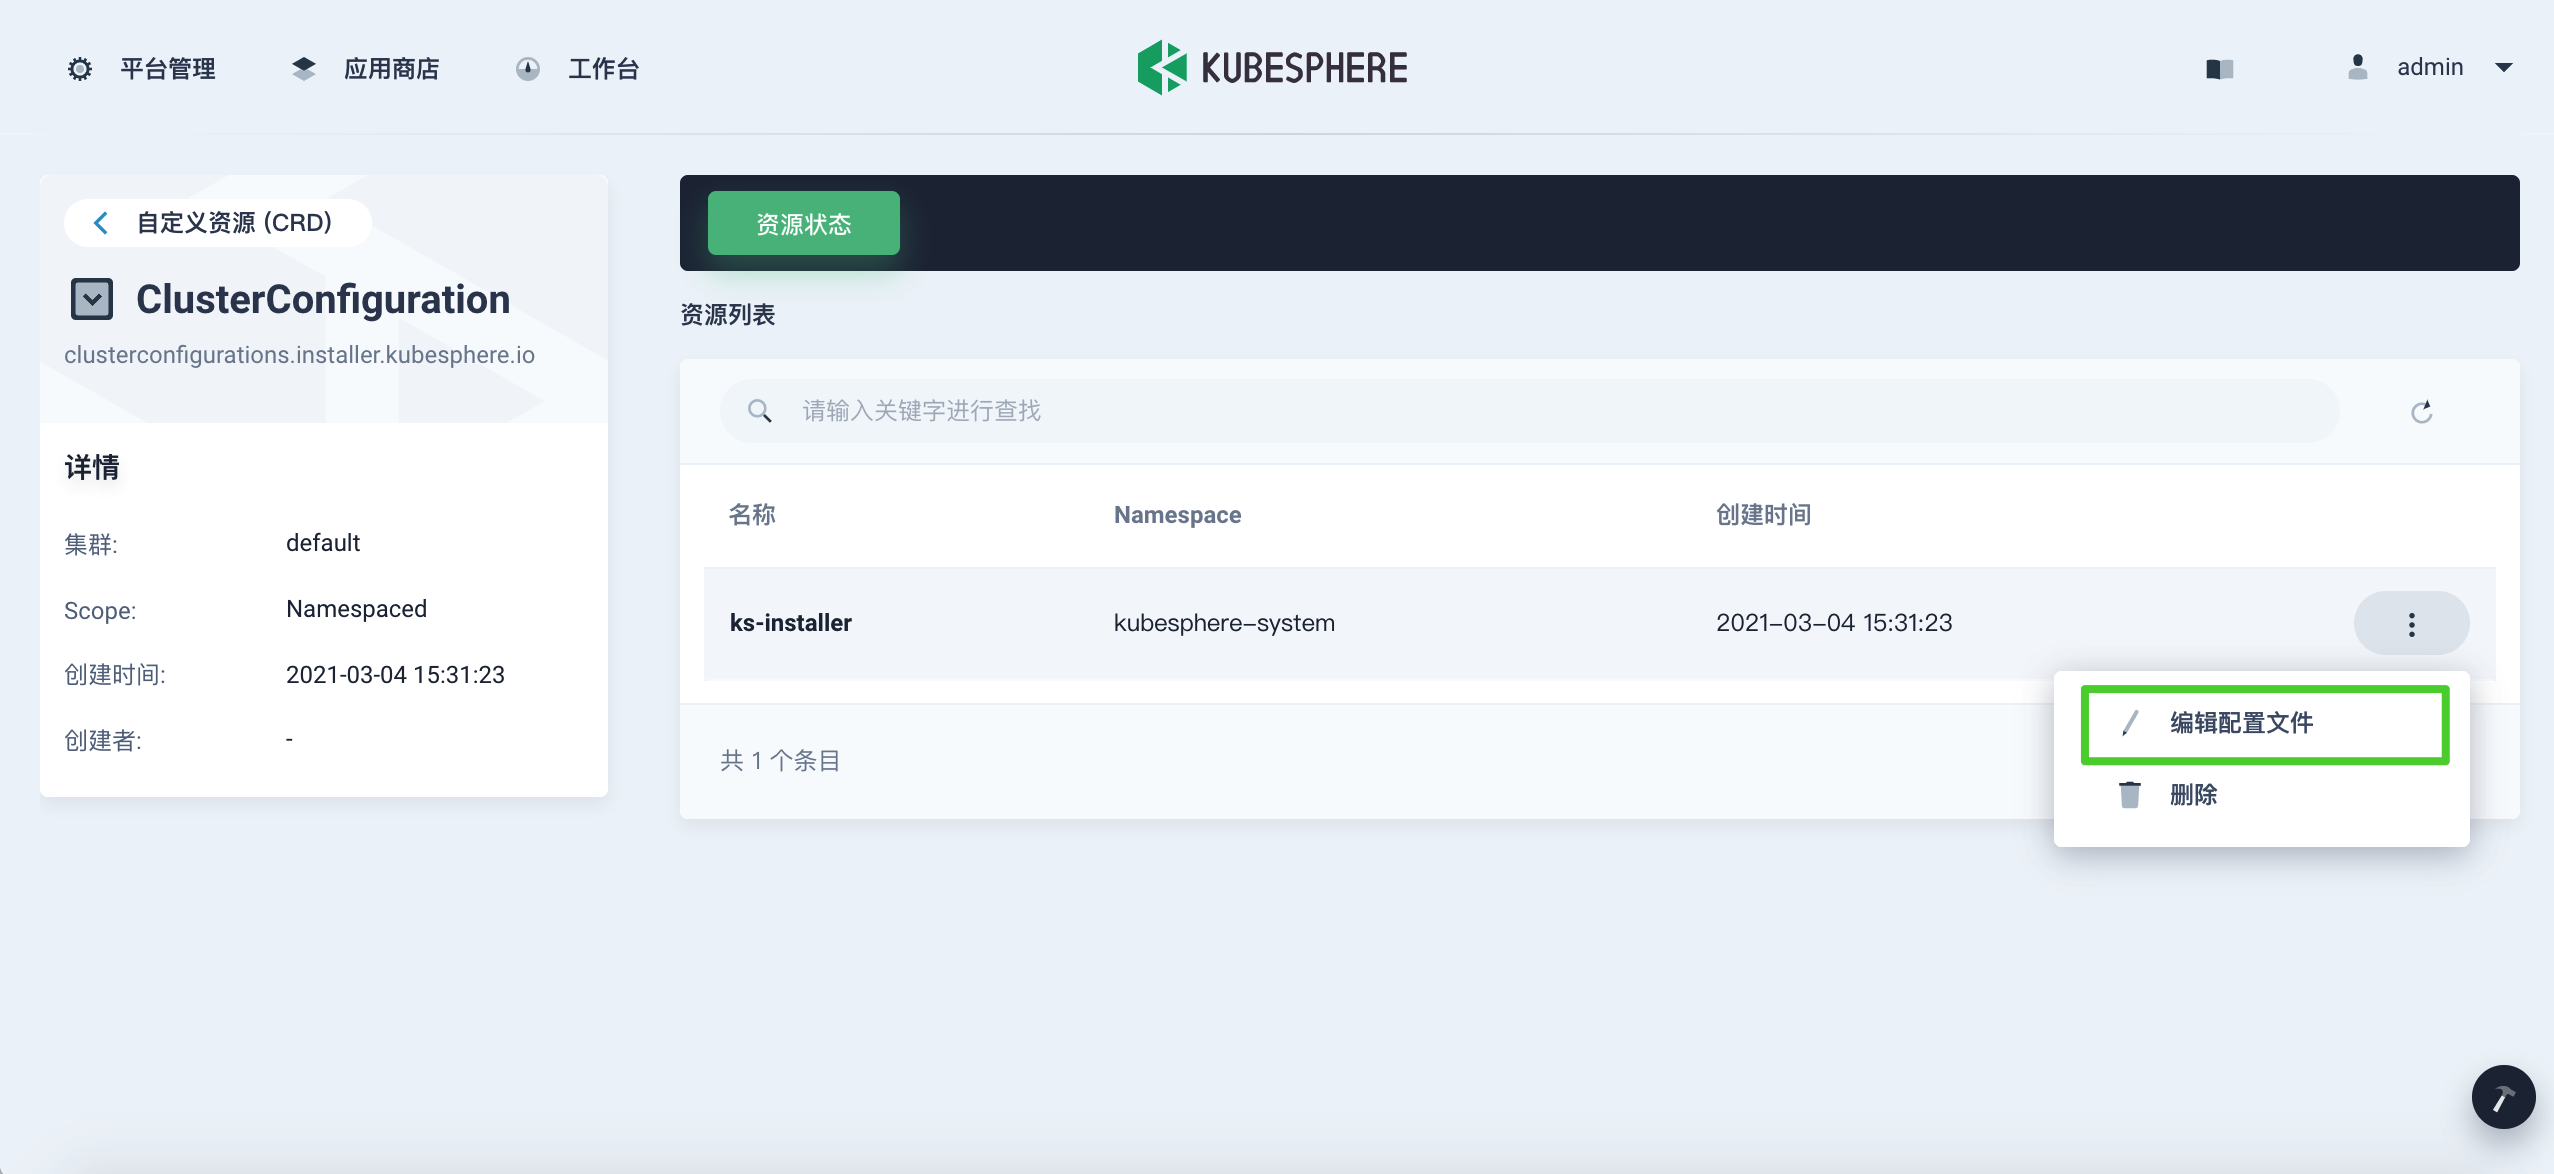 平台管理
应用商店
工作台
KUBESPHERE
admin
自定义资源 (CRD)
ClusterConfiguration
clusterconfigurations.installer.kubesphere.io
详情
集群: default
Scope: Namespaced
创建时间: 2021-03-04 15:31:23
创建者: -
资源状态
资源列表
请输入关键字进行查找
名称 Namespace 创建时间
ks-installer kubesphere-system 2021-03-04 15:31:23
编辑配置文件
删除
共 1 个条目